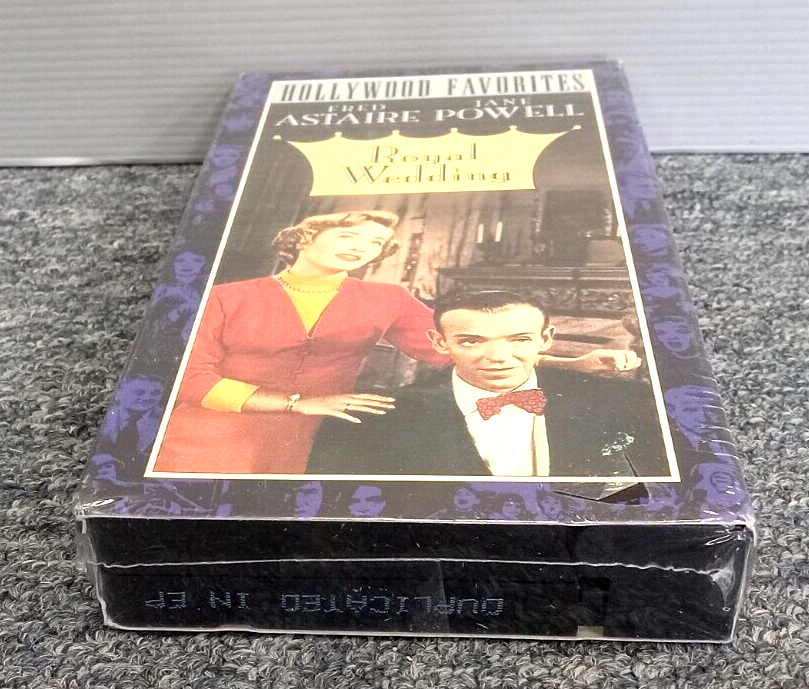 HOLLYWOOD FAVORITES
FRED JANE
ASTAIRE POWELL
Royal
Wedding
DUPLICATED IN EP